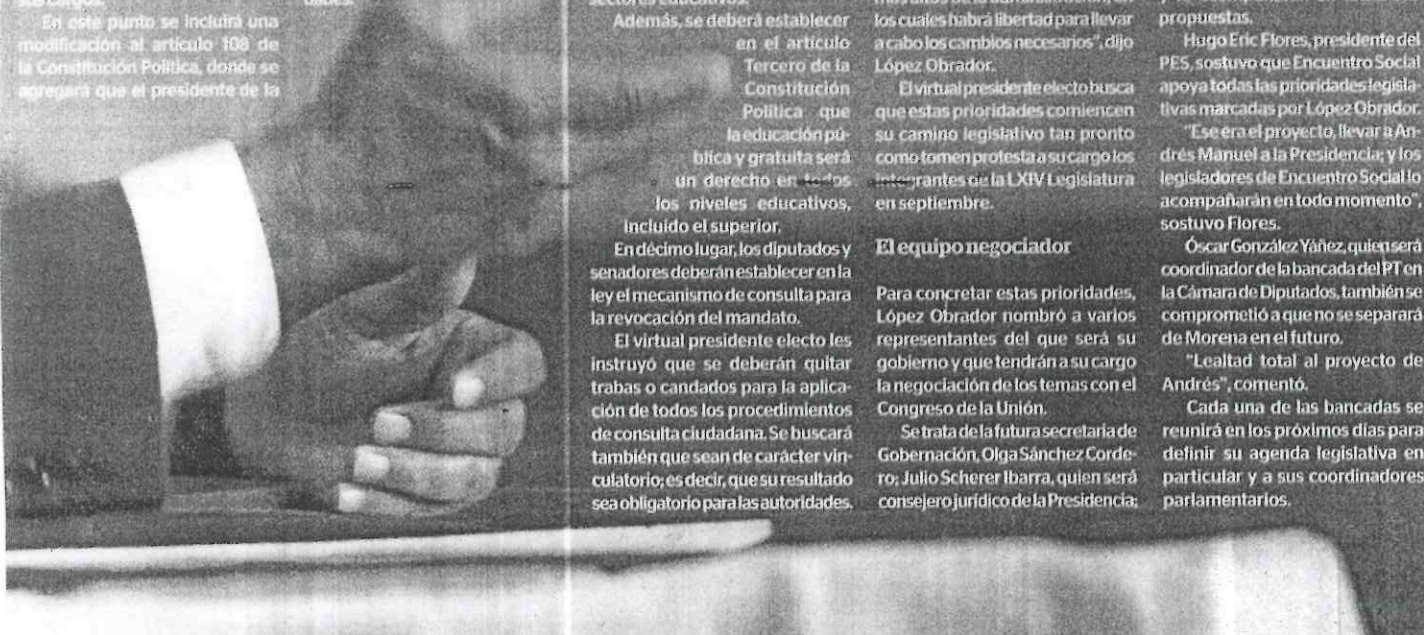 sus cargos.
En este punto se incluirá una
modificación al artículo 108 de
la Constitución Política, donde se
agregará que el presidente de la
dades.
sectores educativos.
Además, se deberá establecer
en el artículo
Tercero de la
Constitución
Política que
la educación pú-
blica y gratuita será
un derecho en todos
los niveles educativos,
incluido el superior.
En décimo lugar, los diputados y
senadores deberán establecer en la
ley el mecanismo de consulta para
la revocación del mandato.
El virtual presidente electo les
instruyó que se deberán quitar
trabas o candados para la aplica-
ción de todos los procedimientos
de consulta ciudadana. Se buscará
también que sean de carácter vin-
culatorio; es decir, que su resultado
sea obligatorio para las autoridades.
los cuales habrá libertad para llevar
a cabo los cambios necesarios", dijo
López Obrador.
El virtual presidente electo busca
que estas prioridades comiencen
su camino legislativo tan pronto
como tomen protesta a su cargo los
integrantes de la LXIV Legislatura
en septiembre.
El equipo negociador
Para concretar estas prioridades,
López Obrador nombró a varios
representantes del que será su
gobierno y que tendrán a su cargo
la negociación de los temas con el
Congreso de la Unión.
Se trata de la futura secretaria de
Gobernación, Olga Sánchez Corde-
ro; Julio Scherer Ibarra, quien será
consejero jurídico de la Presidencia;
propuestas.
Hugo Eric Flores, presidente del
PES, sostuvo que Encuentro Social
apoya todas las prioridades legisla-
tivas marcadas por López Obrador.
"Ese era el proyecto, llevar a An-
drés Manuel a la Presidencia; y los
legisladores de Encuentro Social lo
acompañarán en todo momento",
sostuvo Flores.
Óscar González Yáñez, quien será
coordinador de la bancada del PT en
la Cámara de Diputados, también se
comprometió a que no se separará
de Morena en el futuro.
"Lealtad total al proyecto de
Andrés", comentó.
Cada una de las bancadas se
reunirá en los próximos días para
definir su agenda legislativa en
particular y a sus coordinadores
parlamentarios.